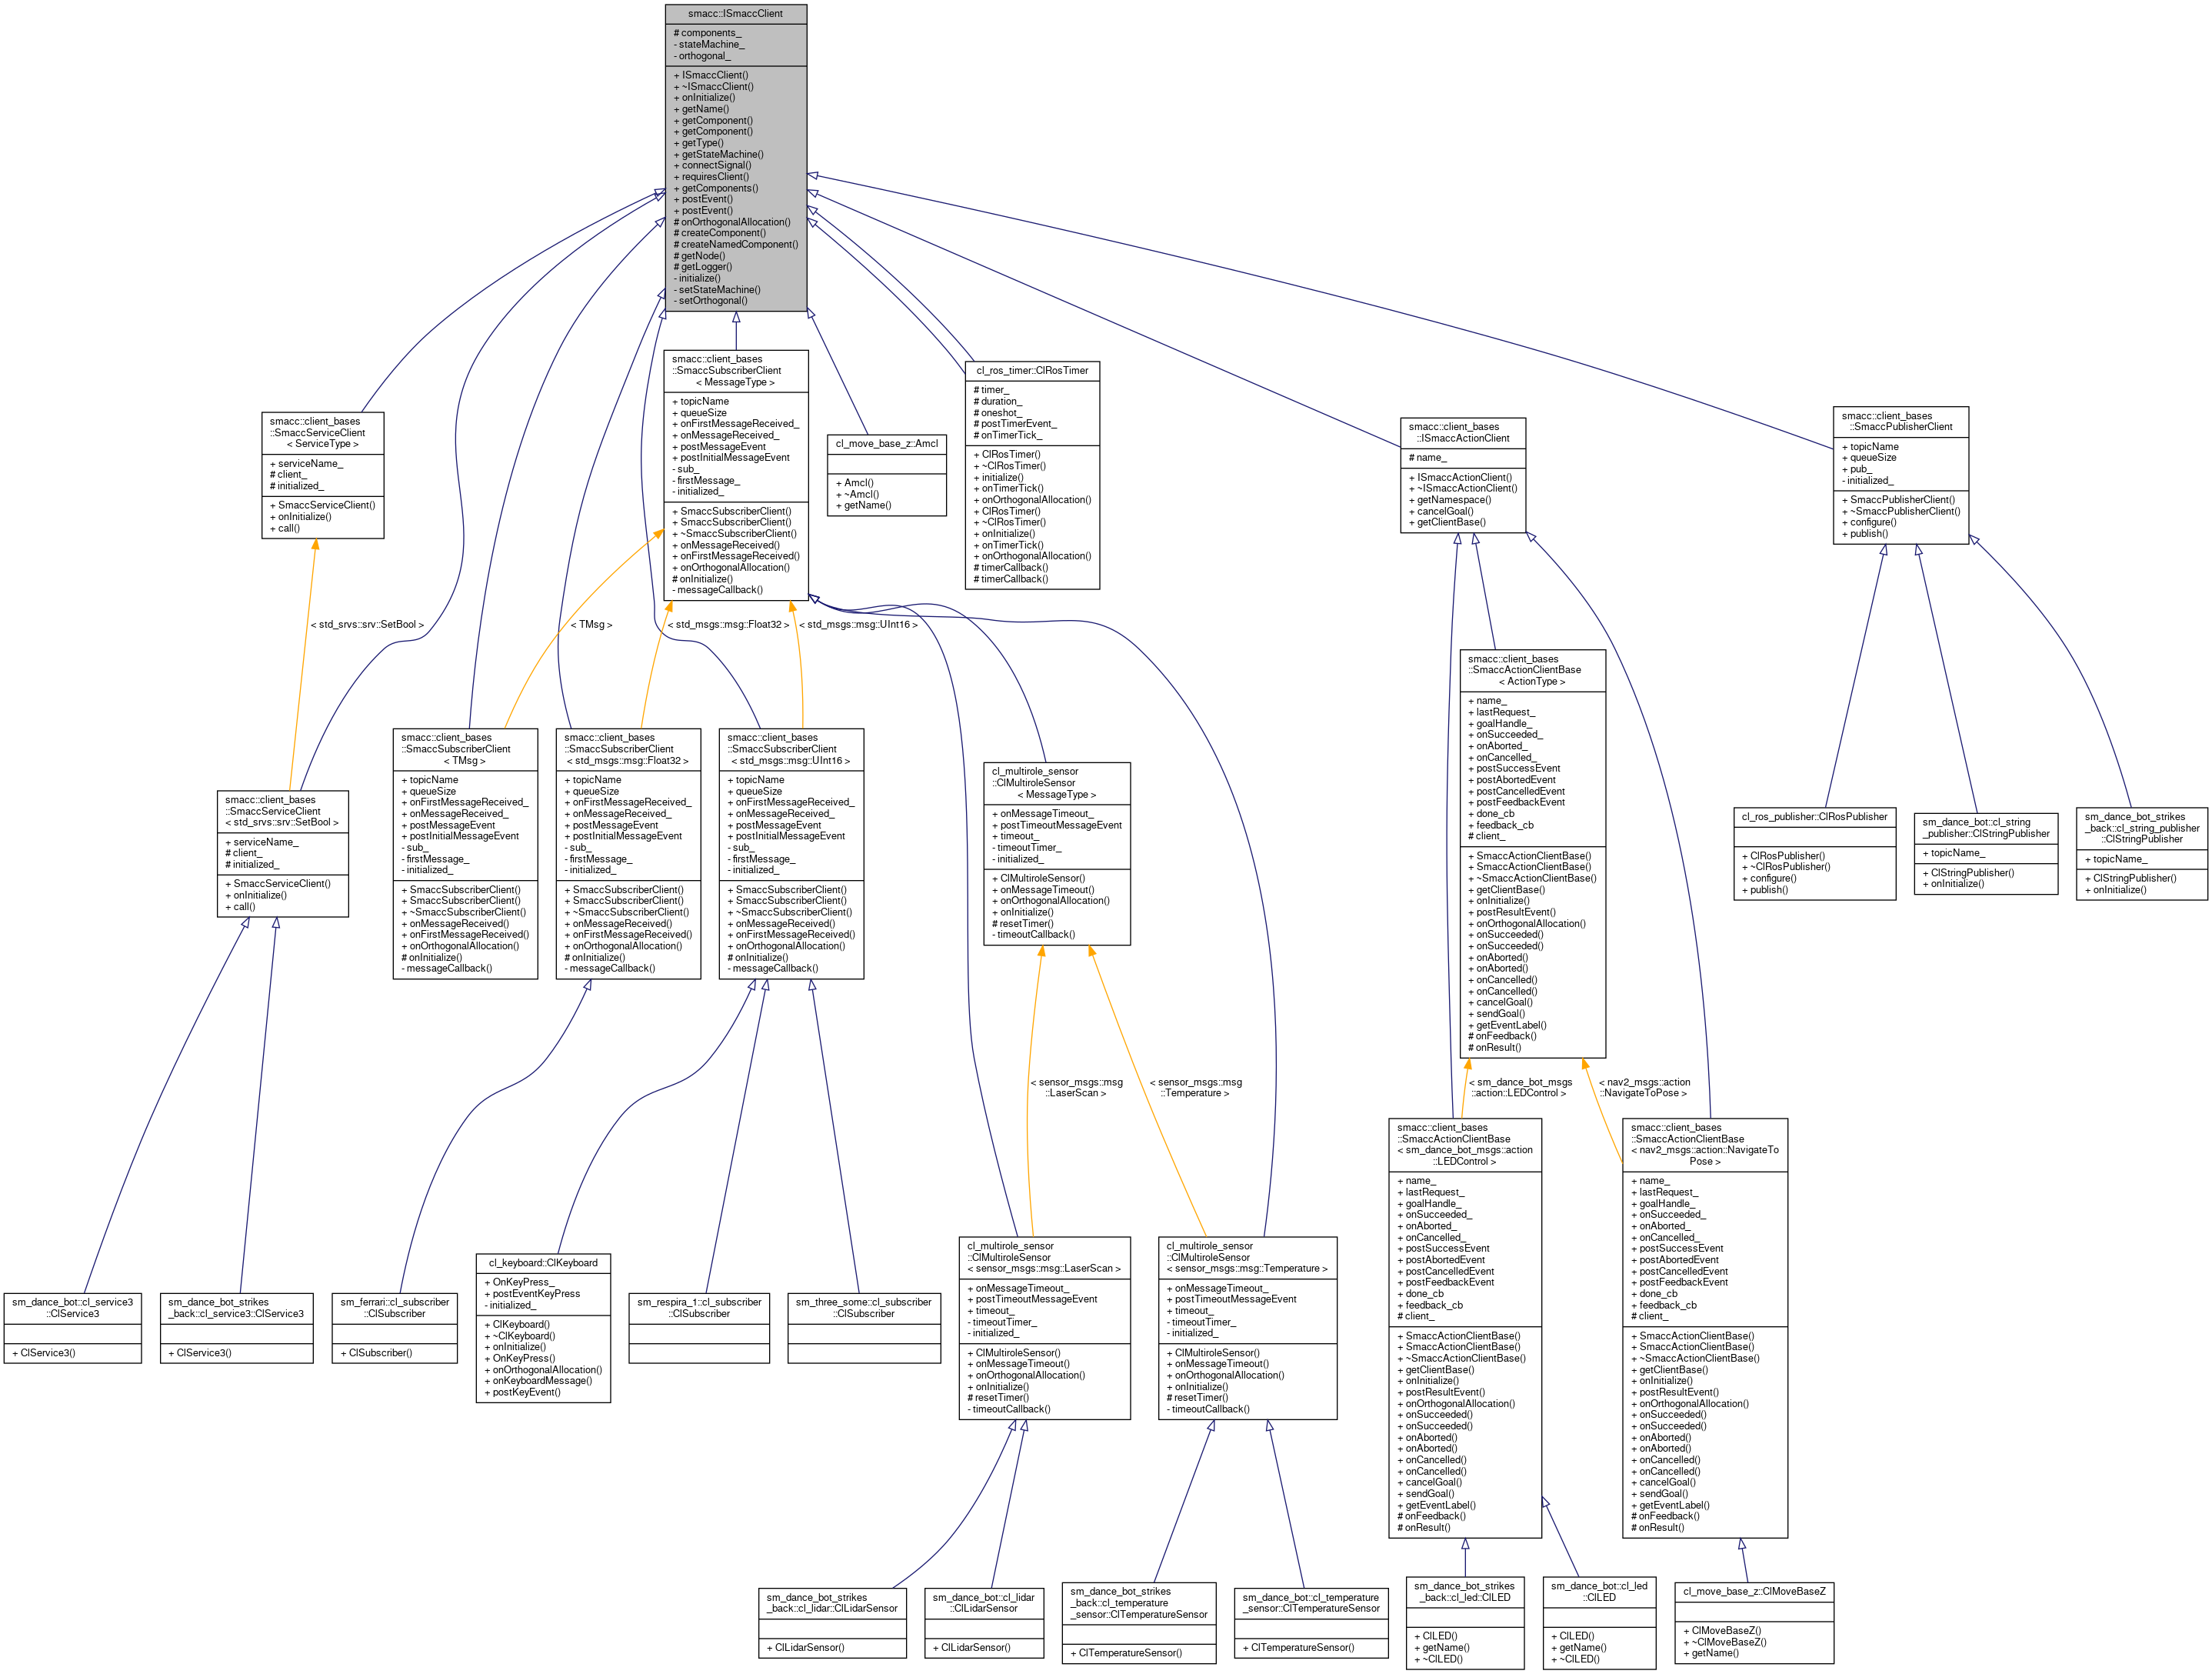 smacc::ISmaccClient
# components_
- stateMachine_
- orthogonal_
+ ISmaccClient()
+ ~ISmaccClient()
+ onInitialize()
+ getName()
+ getComponent()
+ getComponent()
+ getType()
+ getStateMachine()
+ connectSignal()
+ requiresClient()
+ getComponents()
+ postEvent()
+ postEvent()
# onOrthogonalAllocation()
# createComponent()
# createNamedComponent()
# getNode()
# getLogger()
- initialize()
- setStateMachine()
- setOrthogonal()
smacc::client_bases
::SmaccServiceClient
< ServiceType >
+ serviceName_
# client_
# initialized_
+ SmaccServiceClient()
+ onInitialize()
+ call()
smacc::client_bases
::SmaccSubscriberClient
< MessageType >
+ topicName
+ queueSize
+ onFirstMessageReceived_
+ onMessageReceived_
+ postMessageEvent
+ postInitialMessageEvent
- sub_
- firstMessage_
- initialized_
+ SmaccSubscriberClient()
+ SmaccSubscriberClient()
+ ~SmaccSubscriberClient()
+ onMessageReceived()
+ onFirstMessageReceived()
+ onOrthogonalAllocation()
# onInitialize()
- messageCallback()
cl_move_base_z::Amcl
+ Amcl()
+ ~Amcl()
+ getName()
cl_ros_timer::ClRosTimer
# timer_
# duration_
# oneshot_
# postTimerEvent_
# onTimerTick_
+ ClRosTimer()
+ ~ClRosTimer()
+ initialize()
+ onTimerTick()
+ onOrthogonalAllocation()
+ ClRosTimer()
+ ~ClRosTimer()
+ onInitialize()
+ onTimerTick()
+ onOrthogonalAllocation()
# timerCallback()
# timerCallback()
smacc::client_bases
::ISmaccActionClient
# name_
+ ISmaccActionClient()
+ ~ISmaccActionClient()
+ getNamespace()
+ cancelGoal()
+ getClientBase()
smacc::client_bases
::SmaccPublisherClient
+ topicName
+ queueSize
+ pub_
- initialized_
+ SmaccPublisherClient()
+ ~SmaccPublisherClient()
+ configure()
+ publish()
< std_srvs::srv::SetBool >
< TMsg >
< std_msgs::msg::Float32 >
< std_msgs::msg::UInt16 >
smacc::client_bases
::SmaccServiceClient
< std_srvs::srv::SetBool >
+ serviceName_
# client_
# initialized_
+ SmaccServiceClient()
+ onInitialize()
+ call()
smacc::client_bases
::SmaccSubscriberClient
< TMsg >
+ topicName
+ queueSize
+ onFirstMessageReceived_
+ onMessageReceived_
+ postMessageEvent
+ postInitialMessageEvent
- sub_
- firstMessage_
- initialized_
+ SmaccSubscriberClient()
+ SmaccSubscriberClient()
+ ~SmaccSubscriberClient()
+ onMessageReceived()
+ onFirstMessageReceived()
+ onOrthogonalAllocation()
# onInitialize()
- messageCallback()
smacc::client_bases
::SmaccSubscriberClient
< std_msgs::msg::Float32 >
+ topicName
+ queueSize
+ onFirstMessageReceived_
+ onMessageReceived_
+ postMessageEvent
+ postInitialMessageEvent
- sub_
- firstMessage_
- initialized_
+ SmaccSubscriberClient()
+ SmaccSubscriberClient()
+ ~SmaccSubscriberClient()
+ onMessageReceived()
+ onFirstMessageReceived()
+ onOrthogonalAllocation()
# onInitialize()
- messageCallback()
smacc::client_bases
::SmaccSubscriberClient
< std_msgs::msg::UInt16 >
+ topicName
+ queueSize
+ onFirstMessageReceived_
+ onMessageReceived_
+ postMessageEvent
+ postInitialMessageEvent
- sub_
- firstMessage_
- initialized_
+ SmaccSubscriberClient()
+ SmaccSubscriberClient()
+ ~SmaccSubscriberClient()
+ onMessageReceived()
+ onFirstMessageReceived()
+ onOrthogonalAllocation()
# onInitialize()
- messageCallback()
cl_multirole_sensor
::ClMultiroleSensor
< MessageType >
+ onMessageTimeout_
+ postTimeoutMessageEvent
+ timeout_
- timeoutTimer_
- initialized_
+ ClMultiroleSensor()
+ onMessageTimeout()
+ onOrthogonalAllocation()
+ onInitialize()
# resetTimer()
- timeoutCallback()
smacc::client_bases
::SmaccActionClientBase
< ActionType >
+ name_
+ lastRequest_
+ goalHandle_
+ onSucceeded_
+ onAborted_
+ onCancelled_
+ postSuccessEvent
+ postAbortedEvent
+ postCancelledEvent
+ postFeedbackEvent
+ done_cb
+ feedback_cb
# client_
+ SmaccActionClientBase()
+ SmaccActionClientBase()
+ ~SmaccActionClientBase()
+ getClientBase()
+ onInitialize()
+ postResultEvent()
+ onOrthogonalAllocation()
+ onSucceeded()
+ onSucceeded()
+ onAborted()
+ onAborted()
+ onCancelled()
+ onCancelled()
+ cancelGoal()
+ sendGoal()
+ getEventLabel()
# onFeedback()
# onResult()
cl_ros_publisher::ClRosPublisher
+ ClRosPublisher()
+ ~ClRosPublisher()
+ configure()
+ publish()
sm_dance_bot::cl_string
_publisher::ClStringPublisher
+ topicName_
+ ClStringPublisher()
+ onInitialize()
sm_dance_bot_strikes
_back::cl_string_publisher
::ClStringPublisher
+ topicName_
+ ClStringPublisher()
+ onInitialize()
< sensor_msgs::msg
::LaserScan >
< sensor_msgs::msg
::Temperature >
< sm_dance_bot_msgs
::action::LEDControl >
< nav2_msgs::action
::NavigateToPose >
sm_dance_bot::cl_service3
::ClService3
+ ClService3()
sm_dance_bot_strikes
_back::cl_service3::ClService3
+ ClService3()
sm_ferrari::cl_subscriber
::ClSubscriber
+ ClSubscriber()
cl_keyboard::ClKeyboard
+ OnKeyPress_
+ postEventKeyPress
- initialized_
+ ClKeyboard()
+ ~ClKeyboard()
+ onInitialize()
+ OnKeyPress()
+ onOrthogonalAllocation()
+ onKeyboardMessage()
+ postKeyEvent()
sm_respira_1::cl_subscriber
::ClSubscriber
sm_three_some::cl_subscriber
::ClSubscriber
cl_multirole_sensor
::ClMultiroleSensor
< sensor_msgs::msg::LaserScan >
+ onMessageTimeout_
+ postTimeoutMessageEvent
+ timeout_
- timeoutTimer_
- initialized_
+ ClMultiroleSensor()
+ onMessageTimeout()
+ onOrthogonalAllocation()
+ onInitialize()
# resetTimer()
- timeoutCallback()
cl_multirole_sensor
::ClMultiroleSensor
< sensor_msgs::msg::Temperature >
+ onMessageTimeout_
+ postTimeoutMessageEvent
+ timeout_
- timeoutTimer_
- initialized_
+ ClMultiroleSensor()
+ onMessageTimeout()
+ onOrthogonalAllocation()
+ onInitialize()
# resetTimer()
- timeoutCallback()
smacc::client_bases
::SmaccActionClientBase
< sm_dance_bot_msgs::action
::LEDControl >
+ name_
+ lastRequest_
+ goalHandle_
+ onSucceeded_
+ onAborted_
+ onCancelled_
+ postSuccessEvent
+ postAbortedEvent
+ postCancelledEvent
+ postFeedbackEvent
+ done_cb
+ feedback_cb
# client_
+ SmaccActionClientBase()
+ SmaccActionClientBase()
+ ~SmaccActionClientBase()
+ getClientBase()
+ onInitialize()
+ postResultEvent()
+ onOrthogonalAllocation()
+ onSucceeded()
+ onSucceeded()
+ onAborted()
+ onAborted()
+ onCancelled()
+ onCancelled()
+ cancelGoal()
+ sendGoal()
+ getEventLabel()
# onFeedback()
# onResult()
smacc::client_bases
::SmaccActionClientBase
< nav2_msgs::action::NavigateTo
Pose >
+ name_
+ lastRequest_
+ goalHandle_
+ onSucceeded_
+ onAborted_
+ onCancelled_
+ postSuccessEvent
+ postAbortedEvent
+ postCancelledEvent
+ postFeedbackEvent
+ done_cb
+ feedback_cb
# client_
+ SmaccActionClientBase()
+ SmaccActionClientBase()
+ ~SmaccActionClientBase()
+ getClientBase()
+ onInitialize()
+ postResultEvent()
+ onOrthogonalAllocation()
+ onSucceeded()
+ onSucceeded()
+ onAborted()
+ onAborted()
+ onCancelled()
+ onCancelled()
+ cancelGoal()
+ sendGoal()
+ getEventLabel()
# onFeedback()
# onResult()
sm_dance_bot_strikes
_back::cl_lidar::ClLidarSensor
+ ClLidarSensor()
sm_dance_bot::cl_lidar
::ClLidarSensor
+ ClLidarSensor()
sm_dance_bot_strikes
_back::cl_temperature
_sensor::ClTemperatureSensor
+ ClTemperatureSensor()
sm_dance_bot::cl_temperature
_sensor::ClTemperatureSensor
+ ClTemperatureSensor()
sm_dance_bot_strikes
_back::cl_led::ClLED
+ ClLED()
+ getName()
+ ~ClLED()
sm_dance_bot::cl_led
::ClLED
+ ClLED()
+ getName()
+ ~ClLED()
cl_move_base_z::ClMoveBaseZ
+ ClMoveBaseZ()
+ ~ClMoveBaseZ()
+ getName()